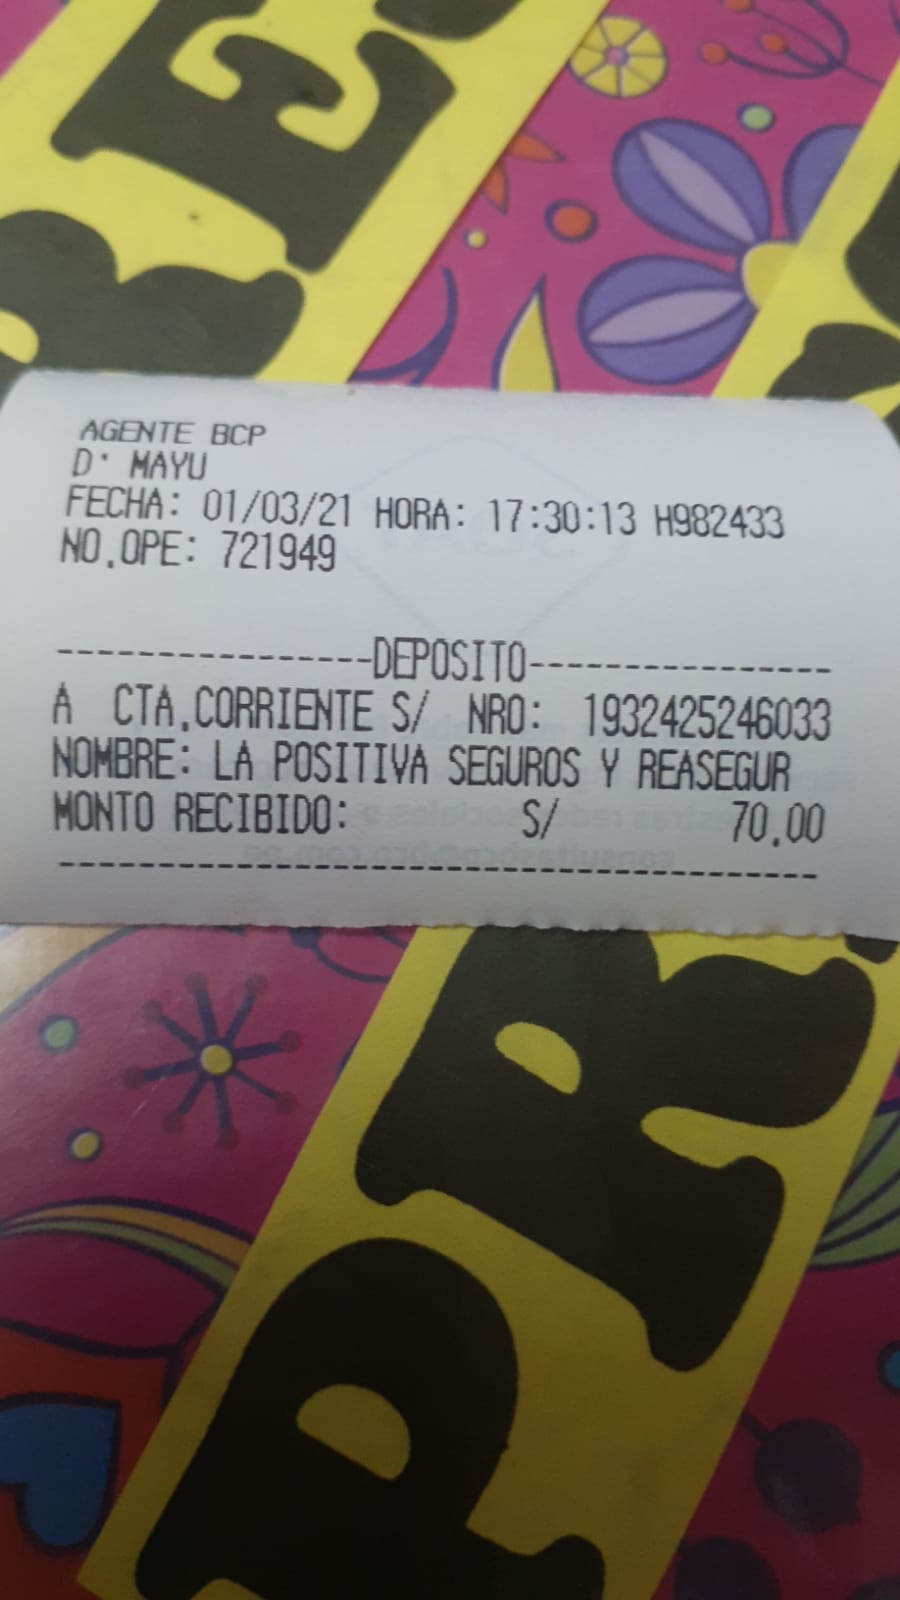 AGENTE BCP
D' MAYU
FECHA: 01/03/21 HORA: 17:30:13 H982433
NO.OPE: 721949
----------------DEPOSITO----------------
A CTA.CORRIENTE S/ NRO: 1932425246033
NOMBRE: LA POSITIVA SEGUROS Y REASEGUR
MONTO RECIBIDO: S/ 70.00
----------------------------------------